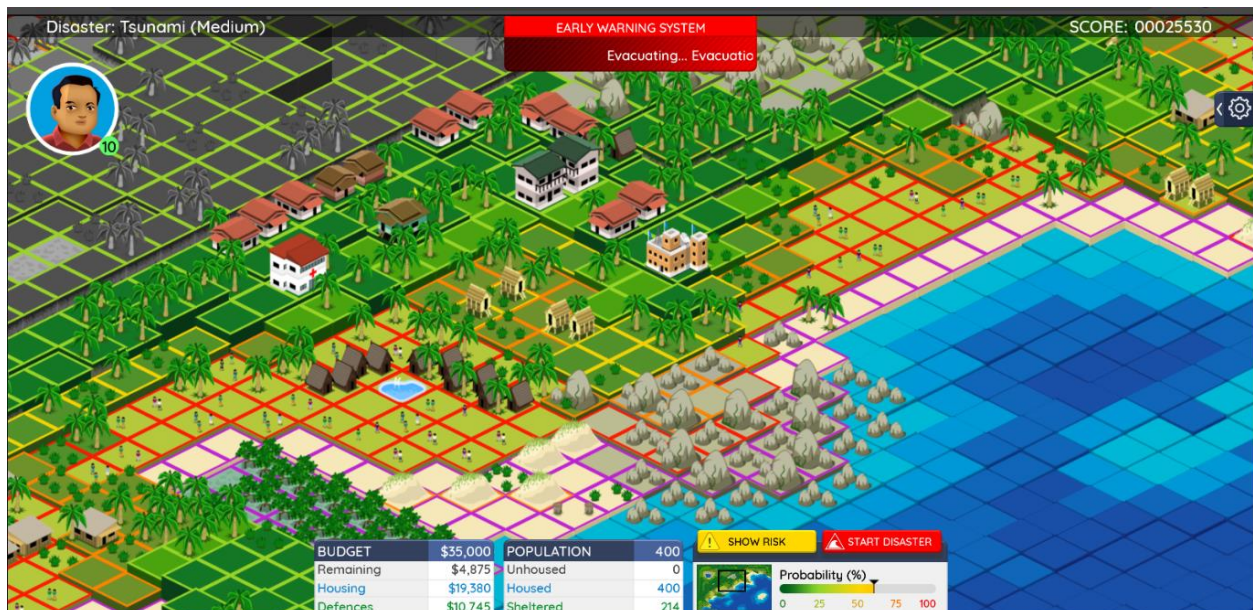 Disaster: Tsunami (Medium)
EARLY WARNING SYSTEM
SCORE: 00025530
Evacuating... Evacuatio
10
BUDGET $35,000
Remaining $4,875
Housing $19,380
Defences $10,745
POPULATION 400
Unhoused 0
Housed 400
Sheltered 214
SHOW RISK
START DISASTER
Probability (%)
0 25 50 75 100